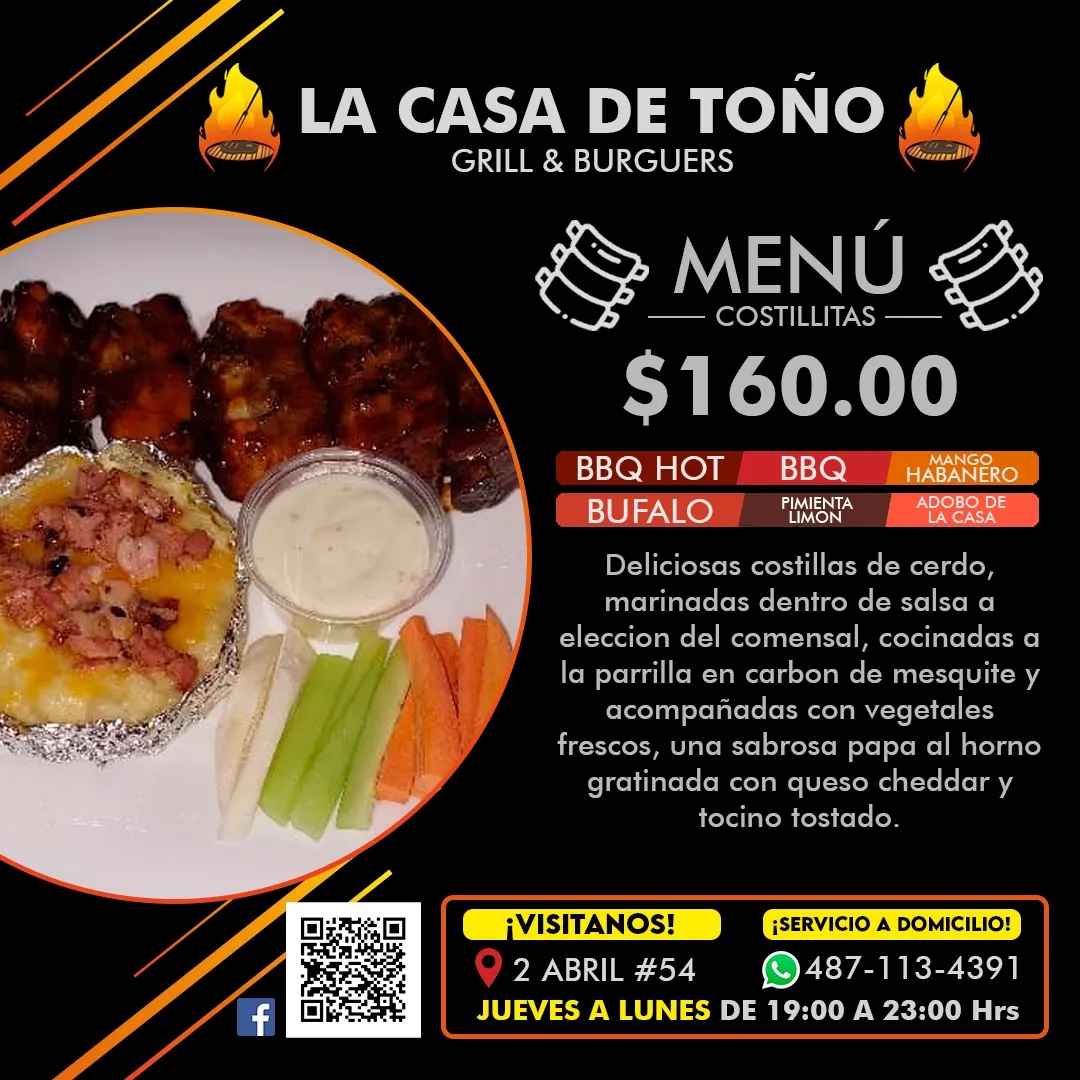 LA CASA DE TOÑO
GRILL & BURGUERS
MENÚ
COSTILLITAS
$160.00
BBQ HOT
BBQ
MANGO
HABANERO
BUFALO
PIMIENTA
LIMON
ADOBO DE
LA CASA
Deliciosas costillas de cerdo,
marinadas dentro de salsa a
eleccion del comensal, cocinadas a
la parrilla en carbon de mesquite y
acompañadas con vegetales
frescos, una sabrosa papa al horno
gratinada con queso cheddar y
tocino tostado.
¡VISITANOS!
2 ABRIL #54
¡SERVICIO A DOMICILIO!
487-113-4391
JUEVES A LUNES DE 19:00 A 23:00 Hrs